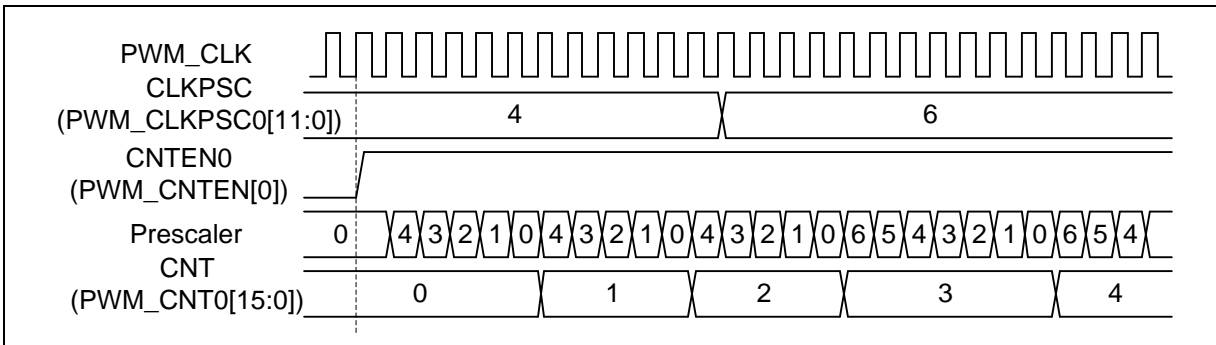 PWM_CLK
CLKPSC
(PWM_CLKPSC0[11:0])
4 6
CNTEN0
(PWM_CNTEN[0])
Prescaler 0 4 3 2 1 0 4 3 2 1 0 4 3 2 1 0 6 5 4 3 2 1 0 6 5 4
CNT
(PWM_CNT0[15:0])
0 1 2 3 4